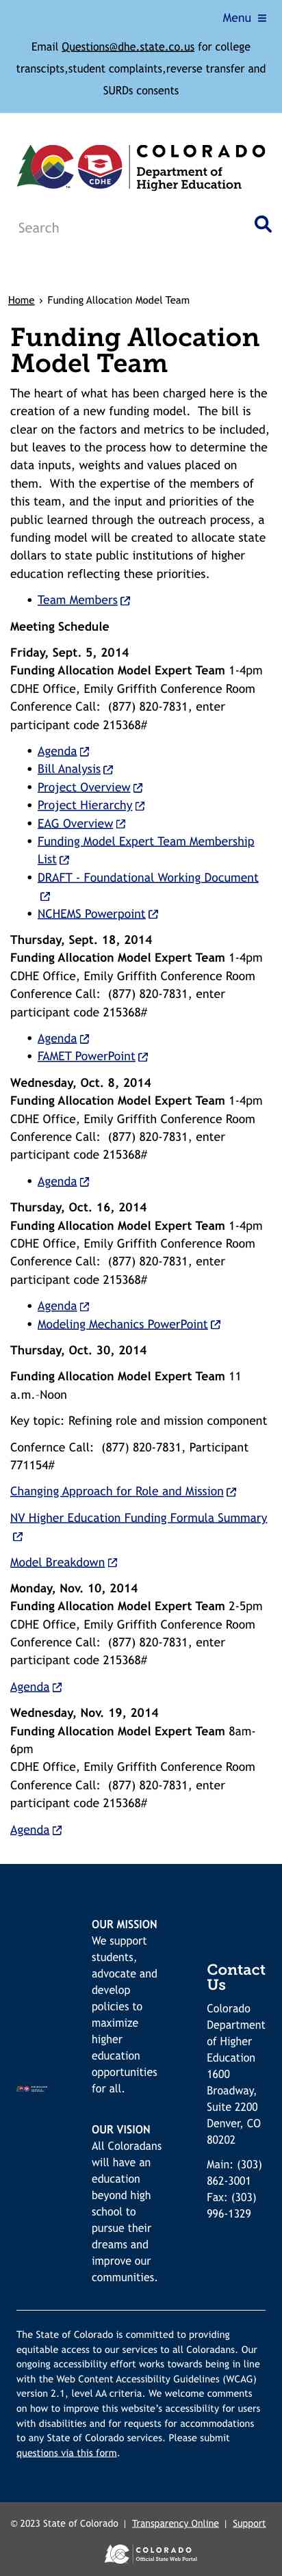 Menu ≡
Email Questions@dhe.state.co.us for college
transcipts,student complaints,reverse transfer and
SURDs consents
CO
TM
CDHE
COLORADO
Department of
Higher Education
Search
Home › Funding Allocation Model Team
Funding Allocation
Model Team
The heart of what has been charged here is the
creation of a new funding model.  The bill is
clear on the factors and metrics to be included,
but leaves to the process how to determine the
data inputs, weights and values placed on
them.  With the expertise of the members of
this team, and the input and priorities of the
public learned through the outreach process, a
funding model will be created to allocate state
dollars to state public institutions of higher
education reflecting these priorities.
• Team Members
Meeting Schedule
Friday, Sept. 5, 2014
Funding Allocation Model Expert Team 1-4pm
CDHE Office, Emily Griffith Conference Room
Conference Call:  (877) 820-7831, enter
participant code 215368#
• Agenda
• Bill Analysis
• Project Overview
• Project Hierarchy
• EAG Overview
• Funding Model Expert Team Membership
List
• DRAFT - Foundational Working Document
• NCHEMS Powerpoint
Thursday, Sept. 18, 2014
Funding Allocation Model Expert Team 1-4pm
CDHE Office, Emily Griffith Conference Room
Conference Call:  (877) 820-7831, enter
participant code 215368#
• Agenda
• FAMET PowerPoint
Wednesday, Oct. 8, 2014
Funding Allocation Model Expert Team 1-4pm
CDHE Office, Emily Griffith Conference Room
Conference Call:  (877) 820-7831, enter
participant code 215368#
• Agenda
Thursday, Oct. 16, 2014
Funding Allocation Model Expert Team 1-4pm
CDHE Office, Emily Griffith Conference Room
Conference Call:  (877) 820-7831, enter
participant code 215368#
• Agenda
• Modeling Mechanics PowerPoint
Thursday, Oct. 30, 2014
Funding Allocation Model Expert Team 11
a.m.-Noon
Key topic: Refining role and mission component
Confernce Call:  (877) 820-7831, Participant
771154#
Changing Approach for Role and Mission
NV Higher Education Funding Formula Summary
Model Breakdown
Monday, Nov. 10, 2014
Funding Allocation Model Expert Team 2-5pm
CDHE Office, Emily Griffith Conference Room
Conference Call:  (877) 820-7831, enter
participant code 215368#
Agenda
Wednesday, Nov. 19, 2014
Funding Allocation Model Expert Team 8am-
6pm
CDHE Office, Emily Griffith Conference Room
Conference Call:  (877) 820-7831, enter
participant code 215368#
Agenda
OUR MISSION
We support
students,
advocate and
develop
policies to
maximize
higher
education
opportunities
for all.
OUR VISION
All Coloradans
will have an
education
beyond high
school to
pursue their
dreams and
improve our
communities.
Contact
Us
Colorado
Department
of Higher
Education
1600
Broadway,
Suite 2200
Denver, CO
80202
Main: (303)
862-3001
Fax: (303)
996-1329
The State of Colorado is committed to providing
equitable access to our services to all Coloradans. Our
ongoing accessibility effort works towards being in line
with the Web Content Accessibility Guidelines (WCAG)
version 2.1, level AA criteria. We welcome comments
on how to improve this website's accessibility for users
with disabilities and for requests for accommodations
to any State of Colorado services. Please submit
questions via this form.
© 2023 State of Colorado | Transparency Online | Support
COLORADO
Official State Web Portal